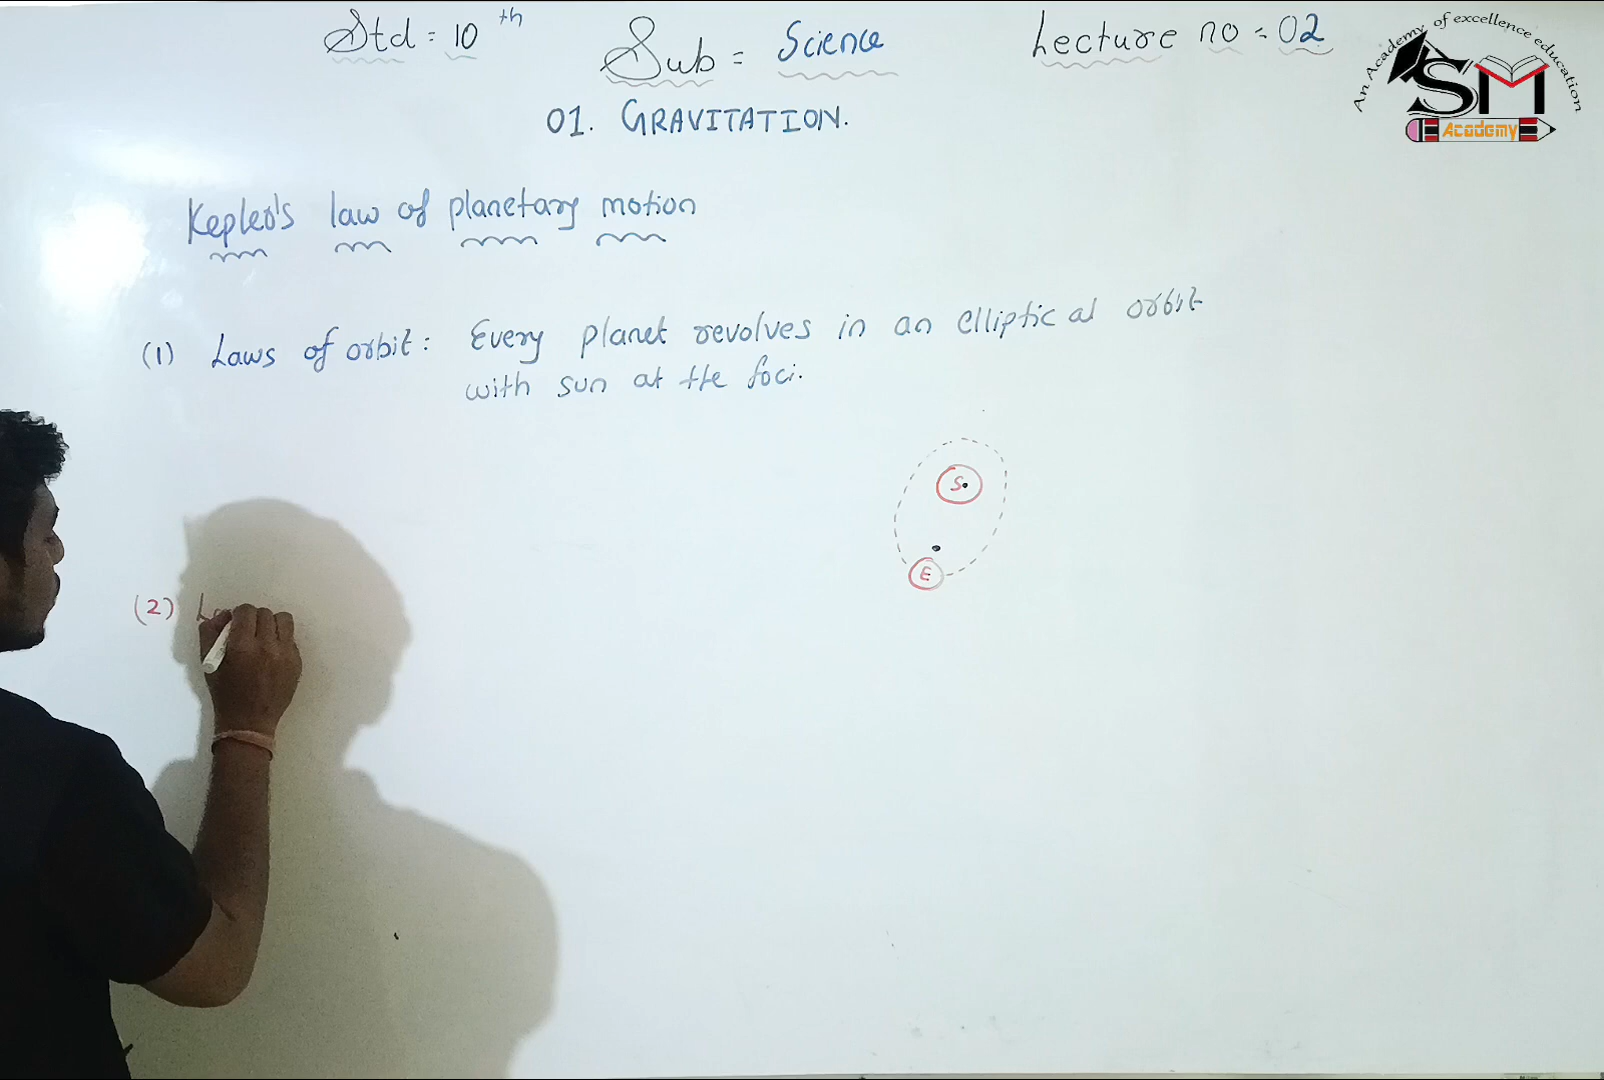 Std = 10th Sub = Science Lecture no = 02
An Academy of excellence education
SM
Academy
01. GRAVITATION.
Kepler's law of planetary motion
(1) Laws of orbit : Every planet revolves in an elliptical orbit
with sun at the foci.
S
E
(2) La